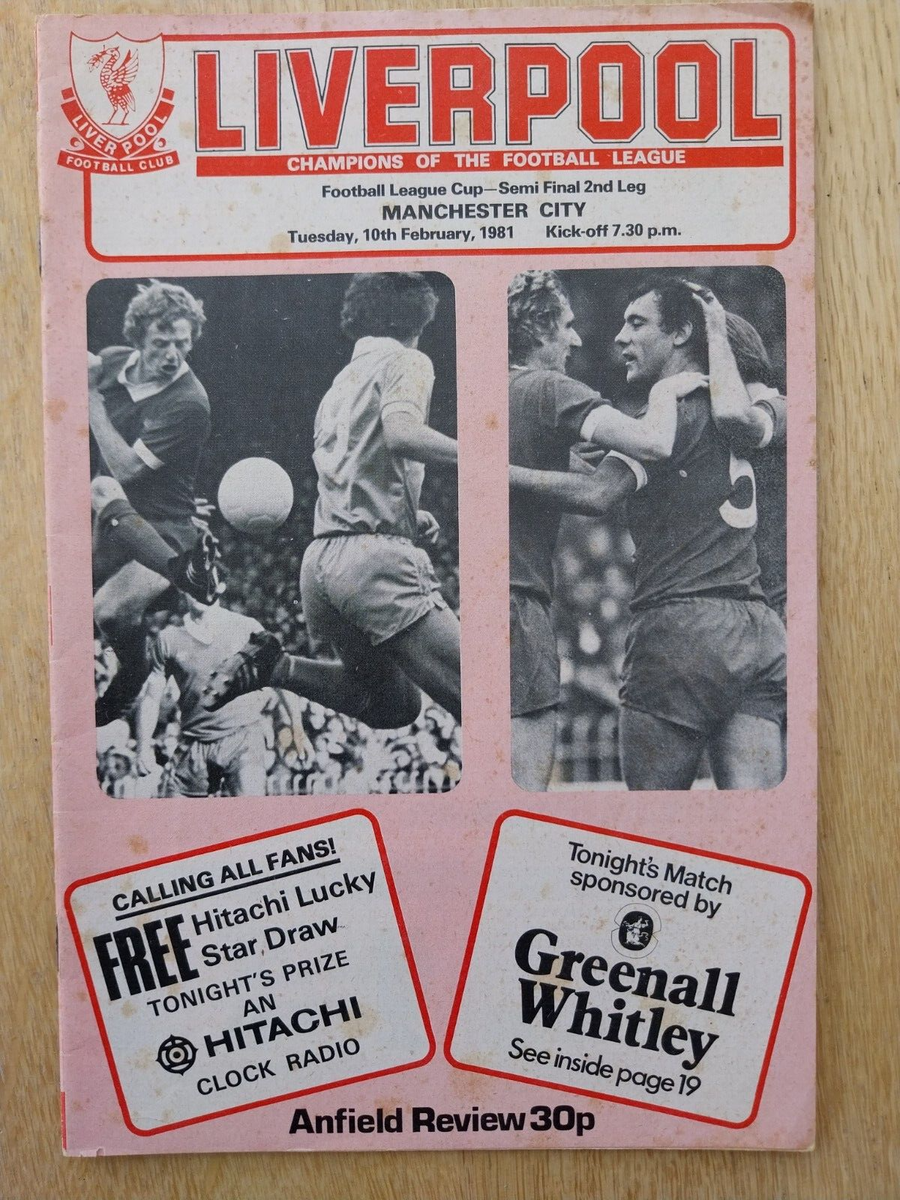 LIVERPOOL
FOOTBALL CLUB
LIVERPOOL
CHAMPIONS OF THE FOOTBALL LEAGUE
Football League Cup—Semi Final 2nd Leg
MANCHESTER CITY
Tuesday, 10th February, 1981 Kick-off 7.30 p.m.
5
CALLING ALL FANS!
FREE Hitachi Lucky
Star Draw
TONIGHT'S PRIZE
AN
HITACHI
CLOCK RADIO
Tonight's Match
sponsored by
Greenall
Whitley
See inside page 19
Anfield Review 30p